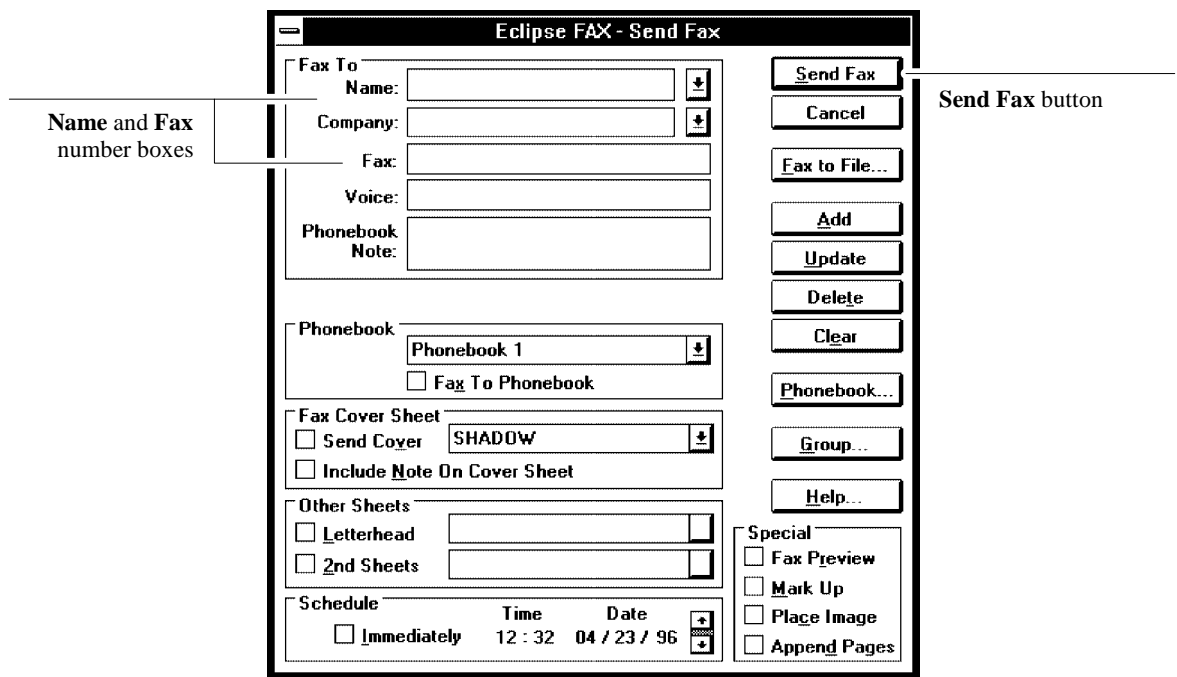 Eclipse FAX - Send Fax
Fax To
Name:
Company:
Fax:
Voice:
Phonebook
Note:
Name and Fax
number boxes
Send Fax
Send Fax button
Cancel
Fax to File...
Add
Update
Delete
Clear
Phonebook...
Group...
Help...
Phonebook
Phonebook 1
Fax To Phonebook
Fax Cover Sheet
Send Cover SHADOW
Include Note On Cover Sheet
Other Sheets
Letterhead
2nd Sheets
Schedule
Time Date
Immediately 12 : 32 04 / 23 / 96
Special
Fax Preview
Mark Up
Place Image
Append Pages